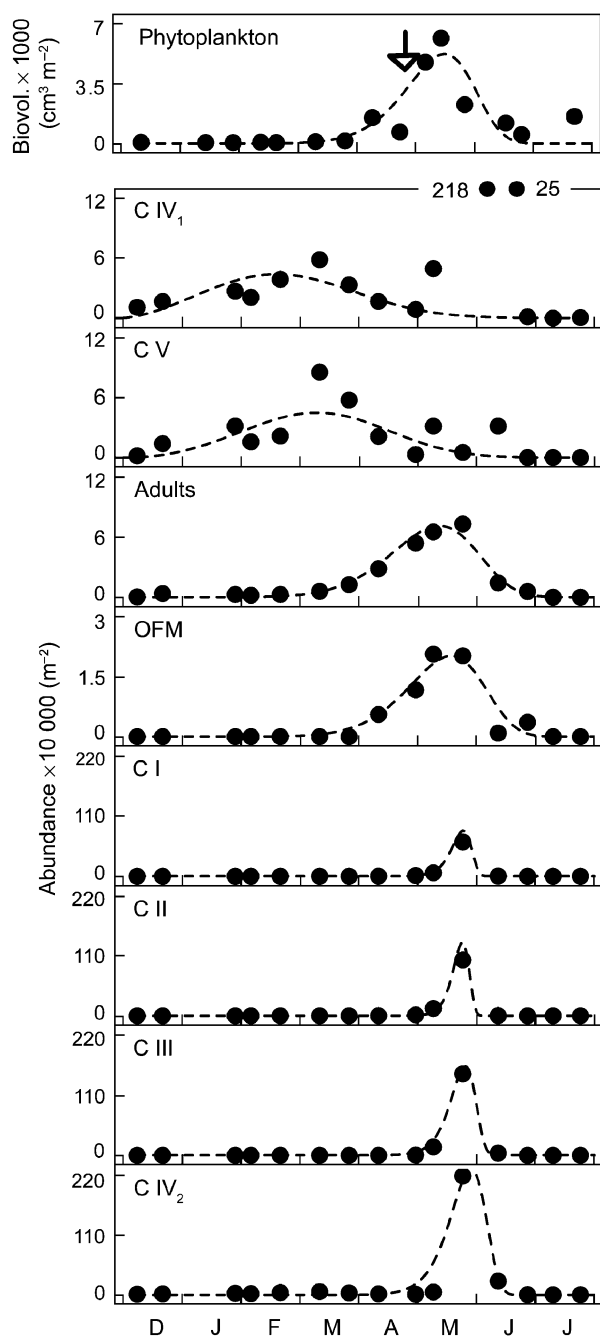 Phytoplankton
Biovol. × 1000
(cm³ m⁻²)
7
3.5
0
218
25
C IV₁
12
6
0
C V
12
6
0
Adults
12
6
0
OFM
3
1.5
0
Abundance ×10 000 (m⁻²)
C I
220
110
0
C II
220
110
0
C III
220
110
0
C IV₂
220
110
0
D J F M A M J J